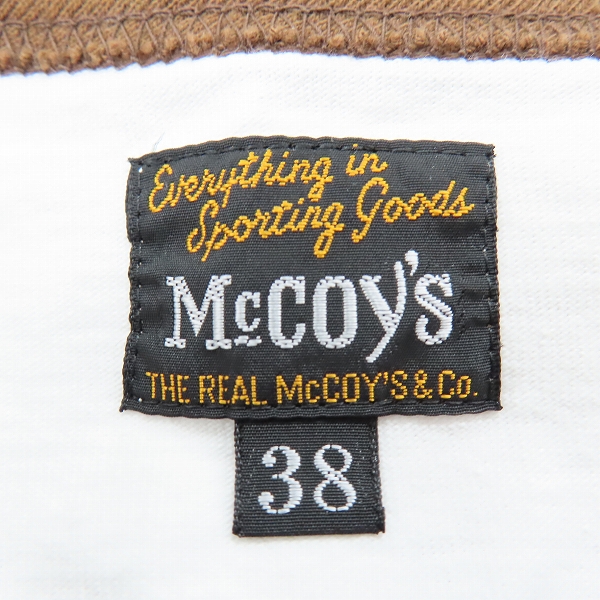 Everything in
Sporting Goods
McCOY'S
THE REAL McCOY'S & Co.
38